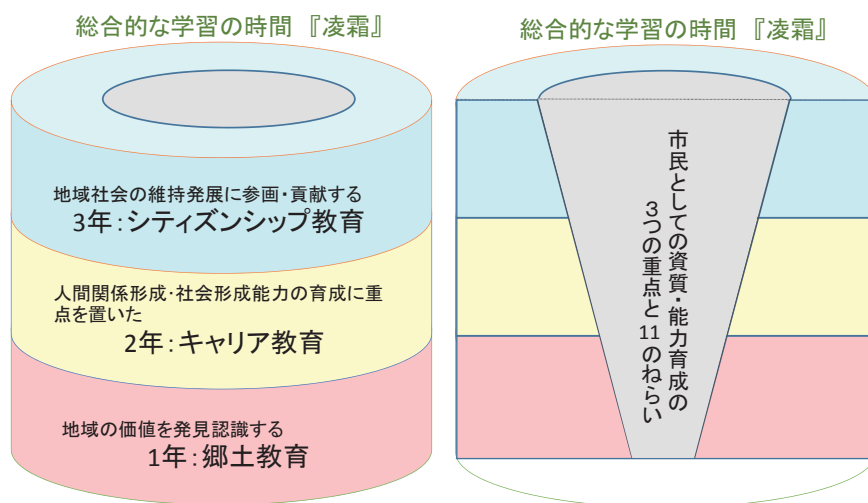 総合的な学習の時間 『凌霜』
地域社会の維持発展に参画・貢献する
3年：シティズンシップ教育
人間関係形成・社会形成能力の育成に重
点を置いた
2年：キャリア教育
地域の価値を発見認識する
1年：郷土教育
総合的な学習の時間 『凌霜』
市民としての資質・能力育成の
3つの重点と11のねらい